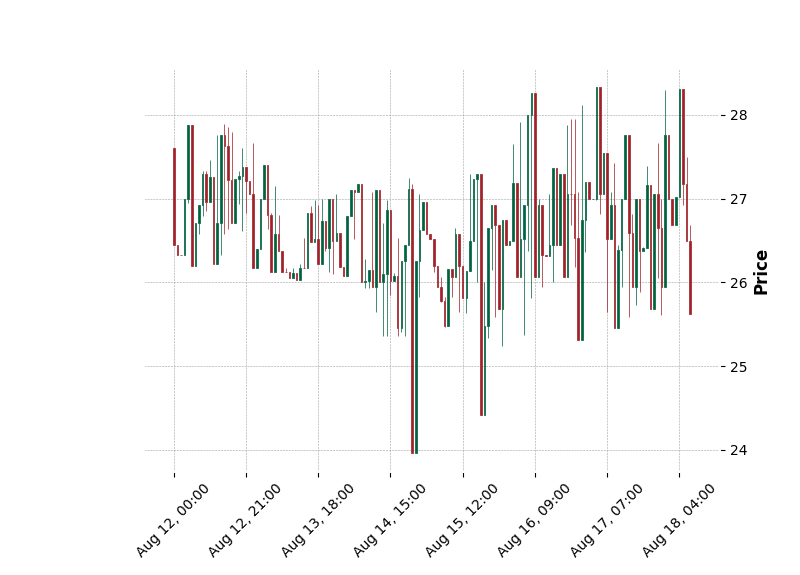 28
27
26
25
24
Price
Aug 12, 00:00
Aug 12, 21:00
Aug 13, 18:00
Aug 14, 15:00
Aug 15, 12:00
Aug 16, 09:00
Aug 17, 07:00
Aug 18, 04:00